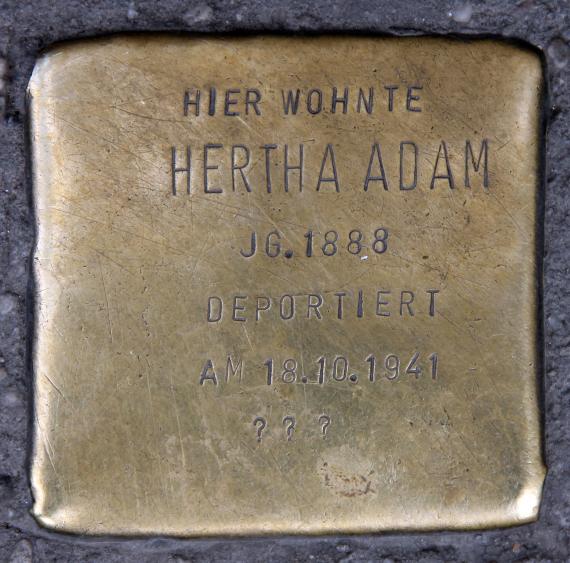 HIER WOHNTE
HERTHA ADAM
JG. 1888
DEPORTIERT
AM 18.10.1941
? ? ?